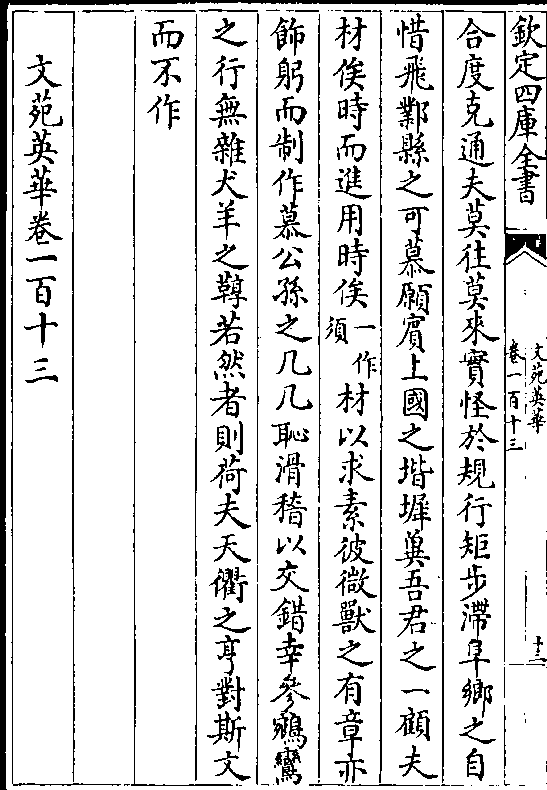 欽定四庫全書
文苑英華
卷一百十三
十三
合度克通夫莫往莫來實怪於規行矩步滯阜鄉之自
惜飛鄴縣之可慕願賓上國之堦墀冀吾君之一顧夫
材俟時而進用時俟一作須材以求素彼微獸之有章亦
飾躬而制作慕公孫之几几恥滑稽以交錯幸參鵷鸞
之行無雜犬羊之鞟若然者則荷夫天衢之亨對斯文
而不作
文苑英華卷一百十三